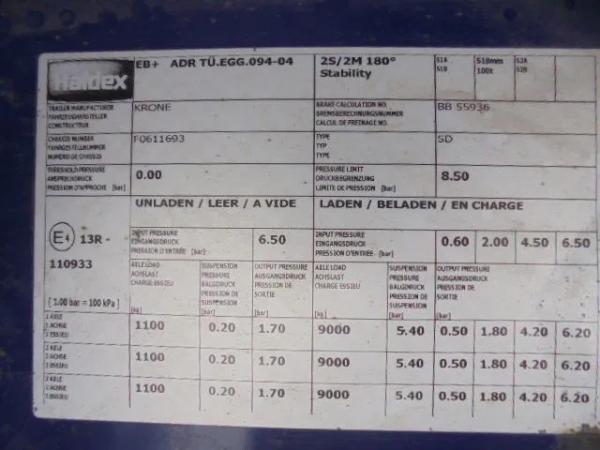 Haldex
EB+ ADR TÜ.EGG.094-04
2S/2M 180°
Stability
S1A
S1B
518mm
100t
S2A
S2B
TRAILER MANUFACTURER
FAHRZEUGHERSTELLER
CONSTRUCTEUR
KRONE
BRAKE CALCULATION NO.
BREMSBERECHNUNGSNUMMER
CALCUL DE FREINAGE NO.
BB 55936
CHASSIS NUMBER
FAHRGESTELLNUMMER
NUMERO DE CHASSIS
F0611693
TYPE
TYP
TYPE
SD
THRESHOLD PRESSURE
ANSPRECHDRUCK
PRESSION D'APPROCHE [bar]
0.00
PRESSURE LIMIT
DRUCKBEGRENZUNG
LIMITE DE PRESSION [bar]
8.50
UNLADEN / LEER / A VIDE
LADEN / BELADEN / EN CHARGE
E4 13R -
110933
[ 1.00 bar = 100 kPa ]
INPUT PRESSURE
EINGANGSDRUCK
PRESSION D'ENTRÉE [bar]
6.50
INPUT PRESSURE
EINGANGSDRUCK
PRESSION D'ENTRÉE [bar]
0.60 2.00 4.50 6.50
AXLE LOAD
ACHSLAST
CHARGE ESSIEU
[kg]
SUSPENSION
PRESSURE
BALGDRUCK
PRESSION DE
SUSPENSION
[bar]
OUTPUT PRESSURE
AUSGANGSDRUCK
PRESSION DE
SORTIE
[bar]
AXLE LOAD
ACHSLAST
CHARGE ESSIEU
[kg]
SUSPENSION
PRESSURE
BALGDRUCK
PRESSION DE
SUSPENSION
[bar]
OUTPUT PRESSURE
AUSGANGSDRUCK
PRESSION DE
SORTIE
[bar]
1 AXLE
1 ACHSE
1 ESSIEU
1100 0.20 1.70 9000 5.40 0.50 1.80 4.20 6.20
2 AXLE
2 ACHSE
2 ESSIEU
1100 0.20 1.70 9000 5.40 0.50 1.80 4.20 6.20
3 AXLE
3 ACHSE
3 ESSIEU
1100 0.20 1.70 9000 5.40 0.50 1.80 4.20 6.20